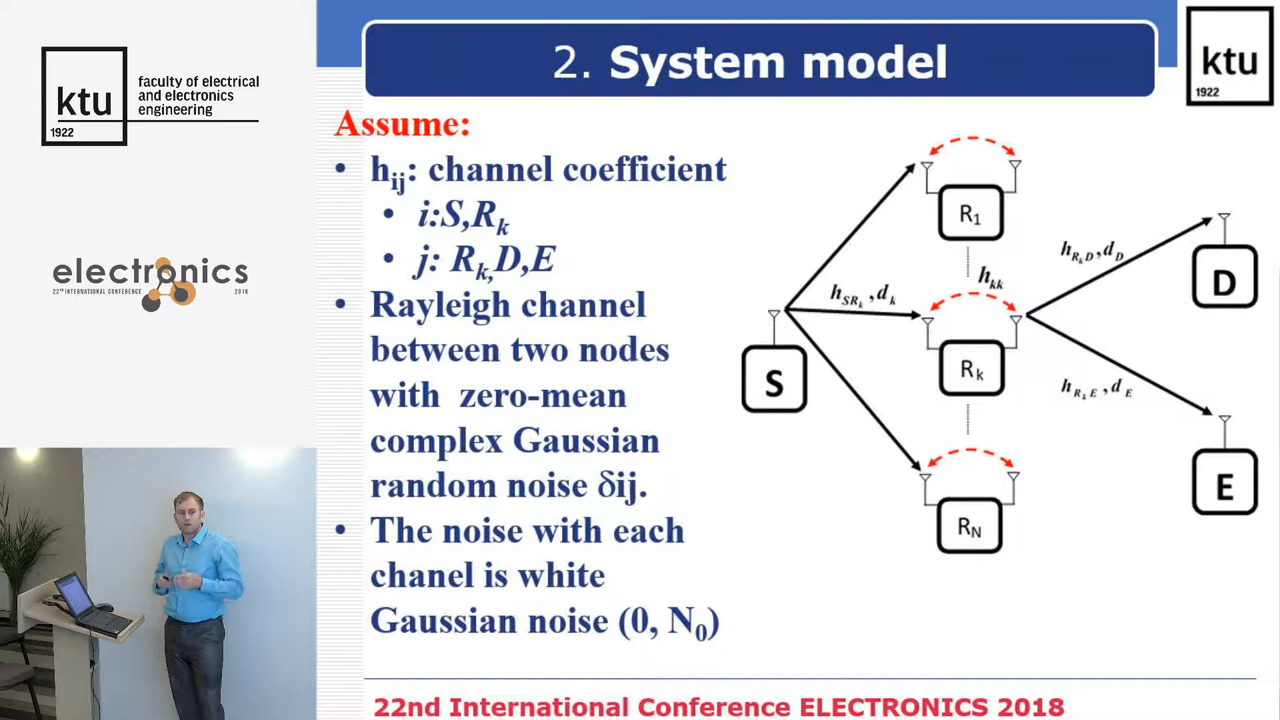 ktu
1922
faculty of electrical
and electronics
engineering
electronics
22ᵀᴴ INTERNATIONAL CONFERENCE 2018
2. System model
ktu
1922
Assume:
• hij: channel coefficient
• i:S,Rk
• j: Rk,D,E
• Rayleigh channel
between two nodes
with zero-mean
complex Gaussian
random noise δij.
• The noise with each
chanel is white
Gaussian noise (0, N0)
R1
hkk
hSRk,dk
hRkD,dD
D
S
Rk
hRkE,dE
E
RN
22nd International Conference ELECTRONICS 2018